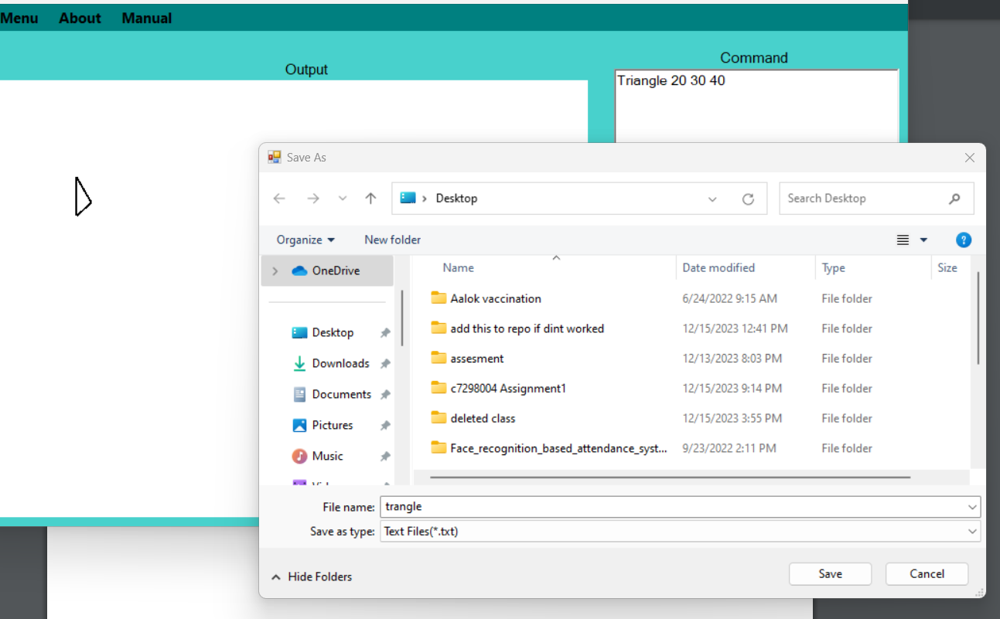 Menu About Manual
Output
Command
Triangle 20 30 40
Save As
Desktop
Search Desktop
Organize New folder
OneDrive
Desktop
Downloads
Documents
Pictures
Music
Name Date modified Type Size
Aalok vaccination 6/24/2022 9:15 AM File folder
add this to repo if dint worked 12/15/2023 12:41 PM File folder
assesment 12/13/2023 8:03 PM File folder
c7298004 Assignment1 12/15/2023 9:14 PM File folder
deleted class 12/15/2023 3:55 PM File folder
Face_recognition_based_attendance_syst... 9/23/2022 2:11 PM File folder
File name: trangle
Save as type: Text Files(*.txt)
Hide Folders
Save Cancel